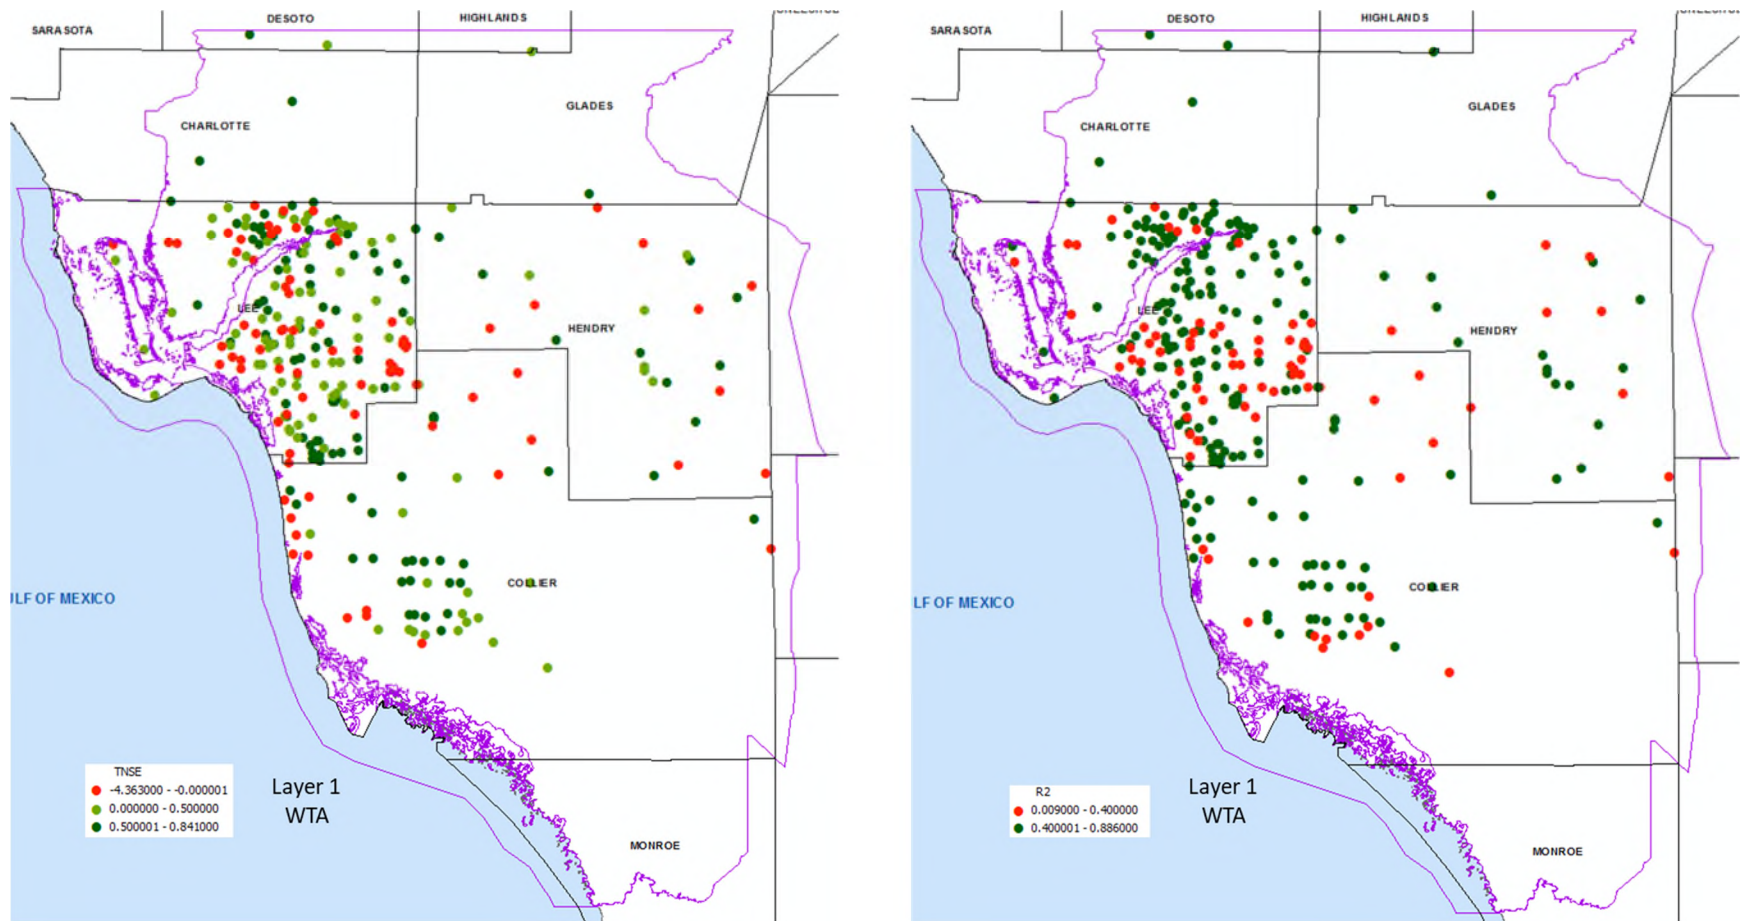 DESOTO
HIGHLANDS
SARASOTA
GLADES
CHARLOTTE
LEE
HENDRY
COLLIER
LF OF MEXICO
TNSE
-4.363000 - -0.000001
0.000000 - 0.500000
0.500001 - 0.841000
Layer 1
WTA
MONROE
DESOTO
HIGHLANDS
SARASOTA
GLADES
CHARLOTTE
LEE
HENDRY
COLLIER
LF OF MEXICO
R2
0.009000 - 0.400000
0.400001 - 0.886000
Layer 1
WTA
MONROE